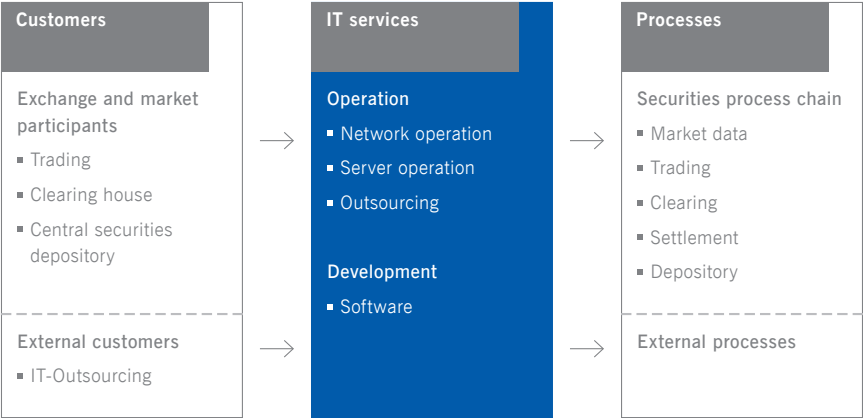 Customers
Exchange and market
participants
Trading
Clearing house
Central securities
depository
External customers
IT-Outsourcing
IT services
Operation
Network operation
Server operation
Outsourcing
Development
Software
Processes
Securities process chain
Market data
Trading
Clearing
Settlement
Depository
External processes